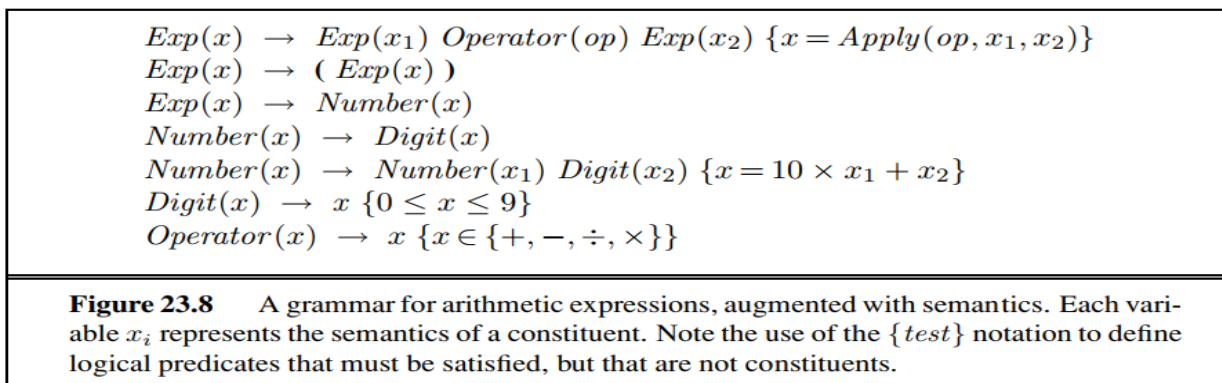 Exp(x) → Exp(x₁) Operator(op) Exp(x₂) {x = Apply(op, x₁, x₂)}
Exp(x) → ( Exp(x) )
Exp(x) → Number(x)
Number(x) → Digit(x)
Number(x) → Number(x₁) Digit(x₂) {x = 10 × x₁ + x₂}
Digit(x) → x {0 ≤ x ≤ 9}
Operator(x) → x {x ∈ {+, −, ÷, ×}}
Figure 23.8 A grammar for arithmetic expressions, augmented with semantics. Each vari-
able xᵢ represents the semantics of a constituent. Note the use of the {test} notation to define
logical predicates that must be satisfied, but that are not constituents.